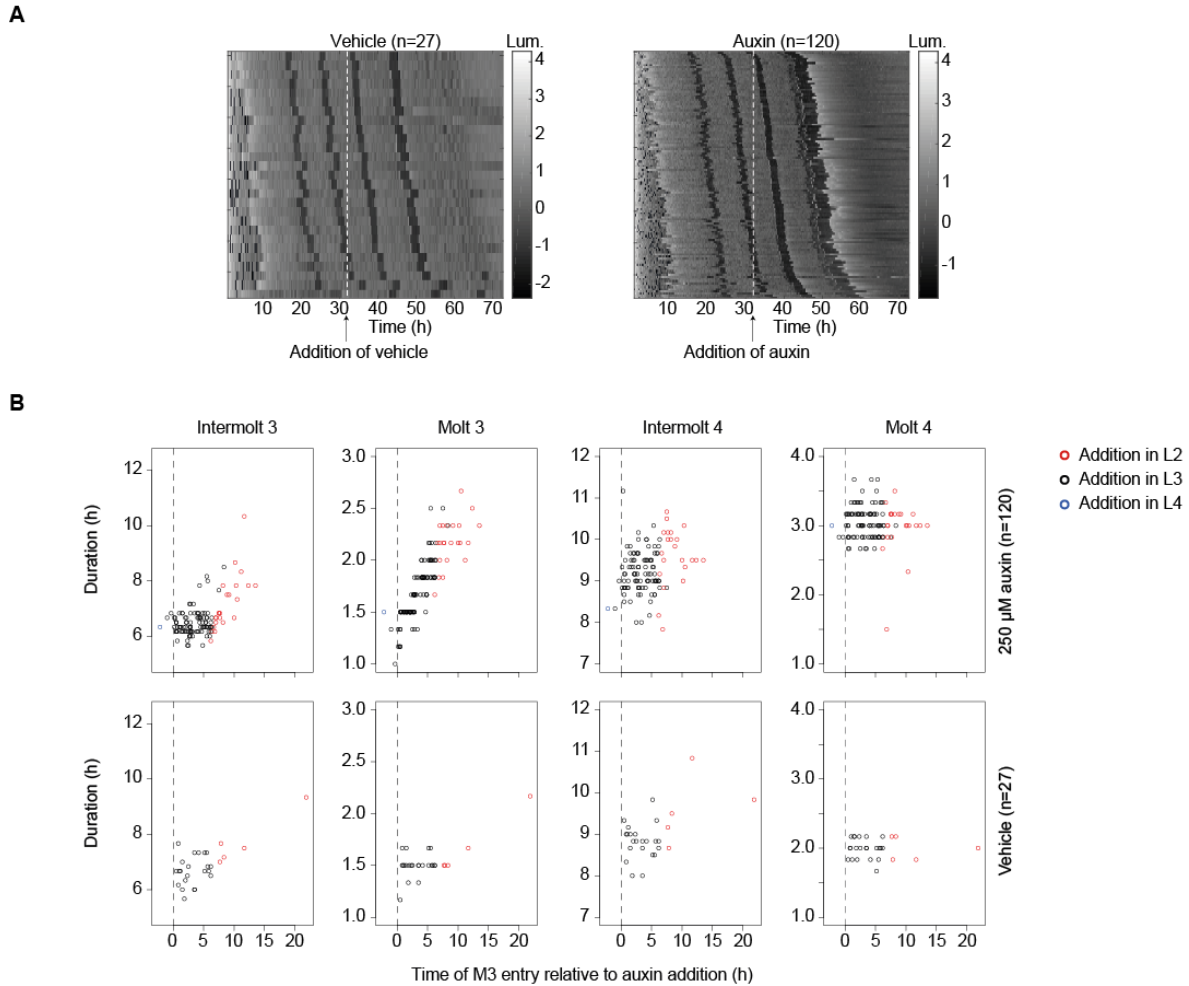 A
Vehicle (n=27)
Lum.
4
3
2
1
0
-1
-2
10 20 30 40 50 60 70
Time (h)
Addition of vehicle
Auxin (n=120)
Lum.
4
3
2
1
0
-1
10 20 30 40 50 60 70
Time (h)
Addition of auxin
B
Intermolt 3
Molt 3
Intermolt 4
Molt 4
Duration (h)
12
10
8
6
3.0
2.5
2.0
1.5
1.0
12
11
10
9
8
7
4.0
3.0
2.0
1.0
250 µM auxin (n=120)
Addition in L2
Addition in L3
Addition in L4
Duration (h)
12
10
8
6
3.0
2.5
2.0
1.5
1.0
12
11
10
9
8
7
4.0
3.0
2.0
1.0
Vehicle (n=27)
0 5 10 15 20
0 5 10 15 20
0 5 10 15 20
0 5 10 15 20
Time of M3 entry relative to auxin addition (h)